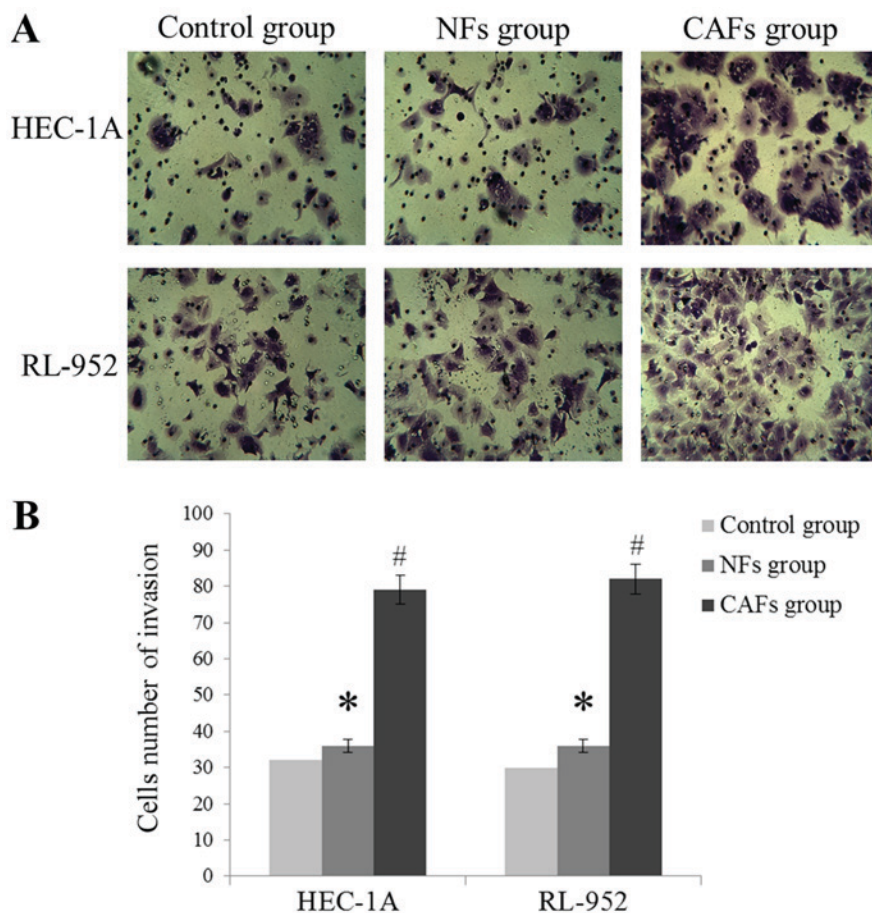 A
Control group NFs group CAFs group
HEC-1A
RL-952
B
Cells number of invasion
100
90
80
70
60
50
40
30
20
10
0
* #
* #
HEC-1A RL-952
Control group
NFs group
CAFs group